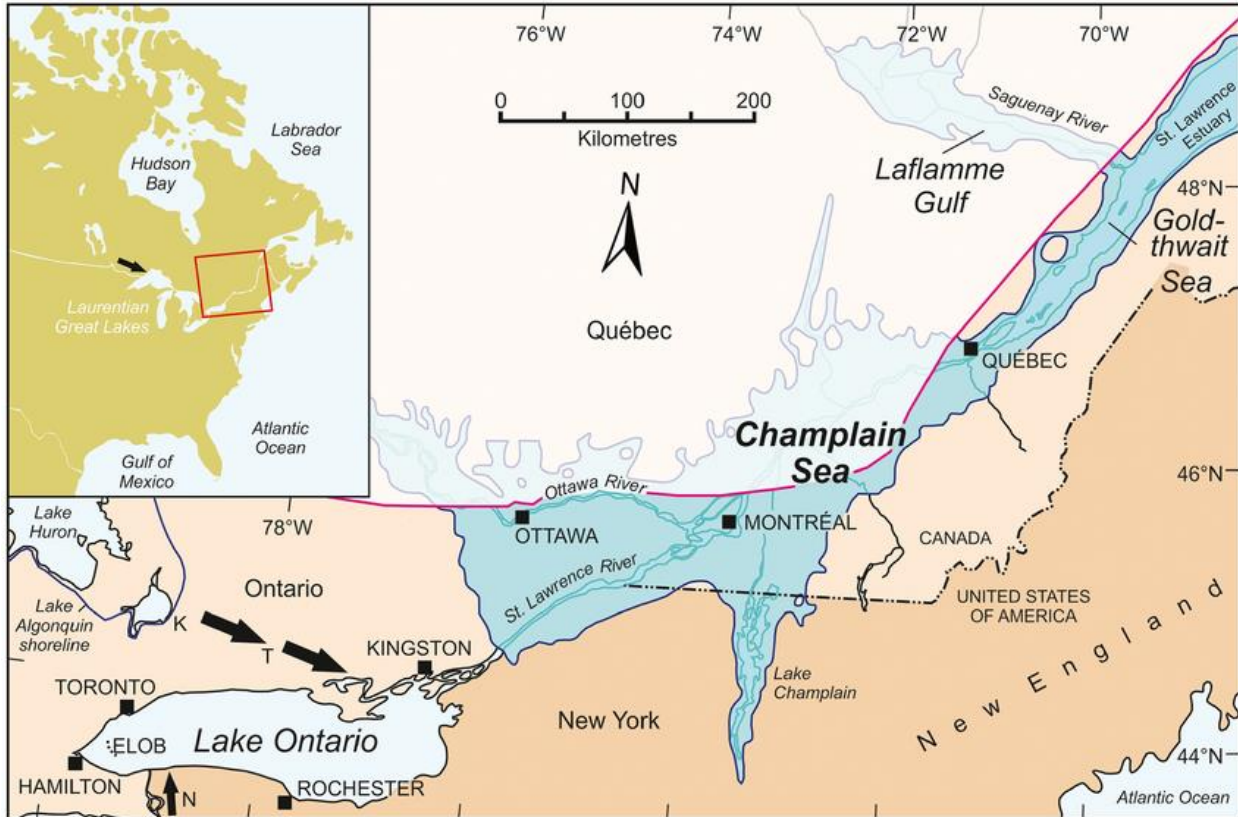 76°W
74°W
72°W
70°W
0
100
200
Kilometres
N
Labrador
Sea
Hudson
Bay
Laurentian
Great Lakes
Atlantic
Ocean
Gulf of
Mexico
Saguenay River
Laflamme
Gulf
St. Lawrence
Estuary
48°N
Gold-
thwait
Sea
Québec
QUÉBEC
Champlain
Sea
46°N
Ottawa River
OTTAWA
MONTRÉAL
78°W
Lake
Huron
CANADA
UNITED STATES
OF AMERICA
St. Lawrence River
Ontario
Lake
Algonquin
shoreline
K
T
KINGSTON
Lake
Champlain
New England
TORONTO
ELOB
Lake Ontario
New York
44°N
HAMILTON
N
ROCHESTER
Atlantic Ocean